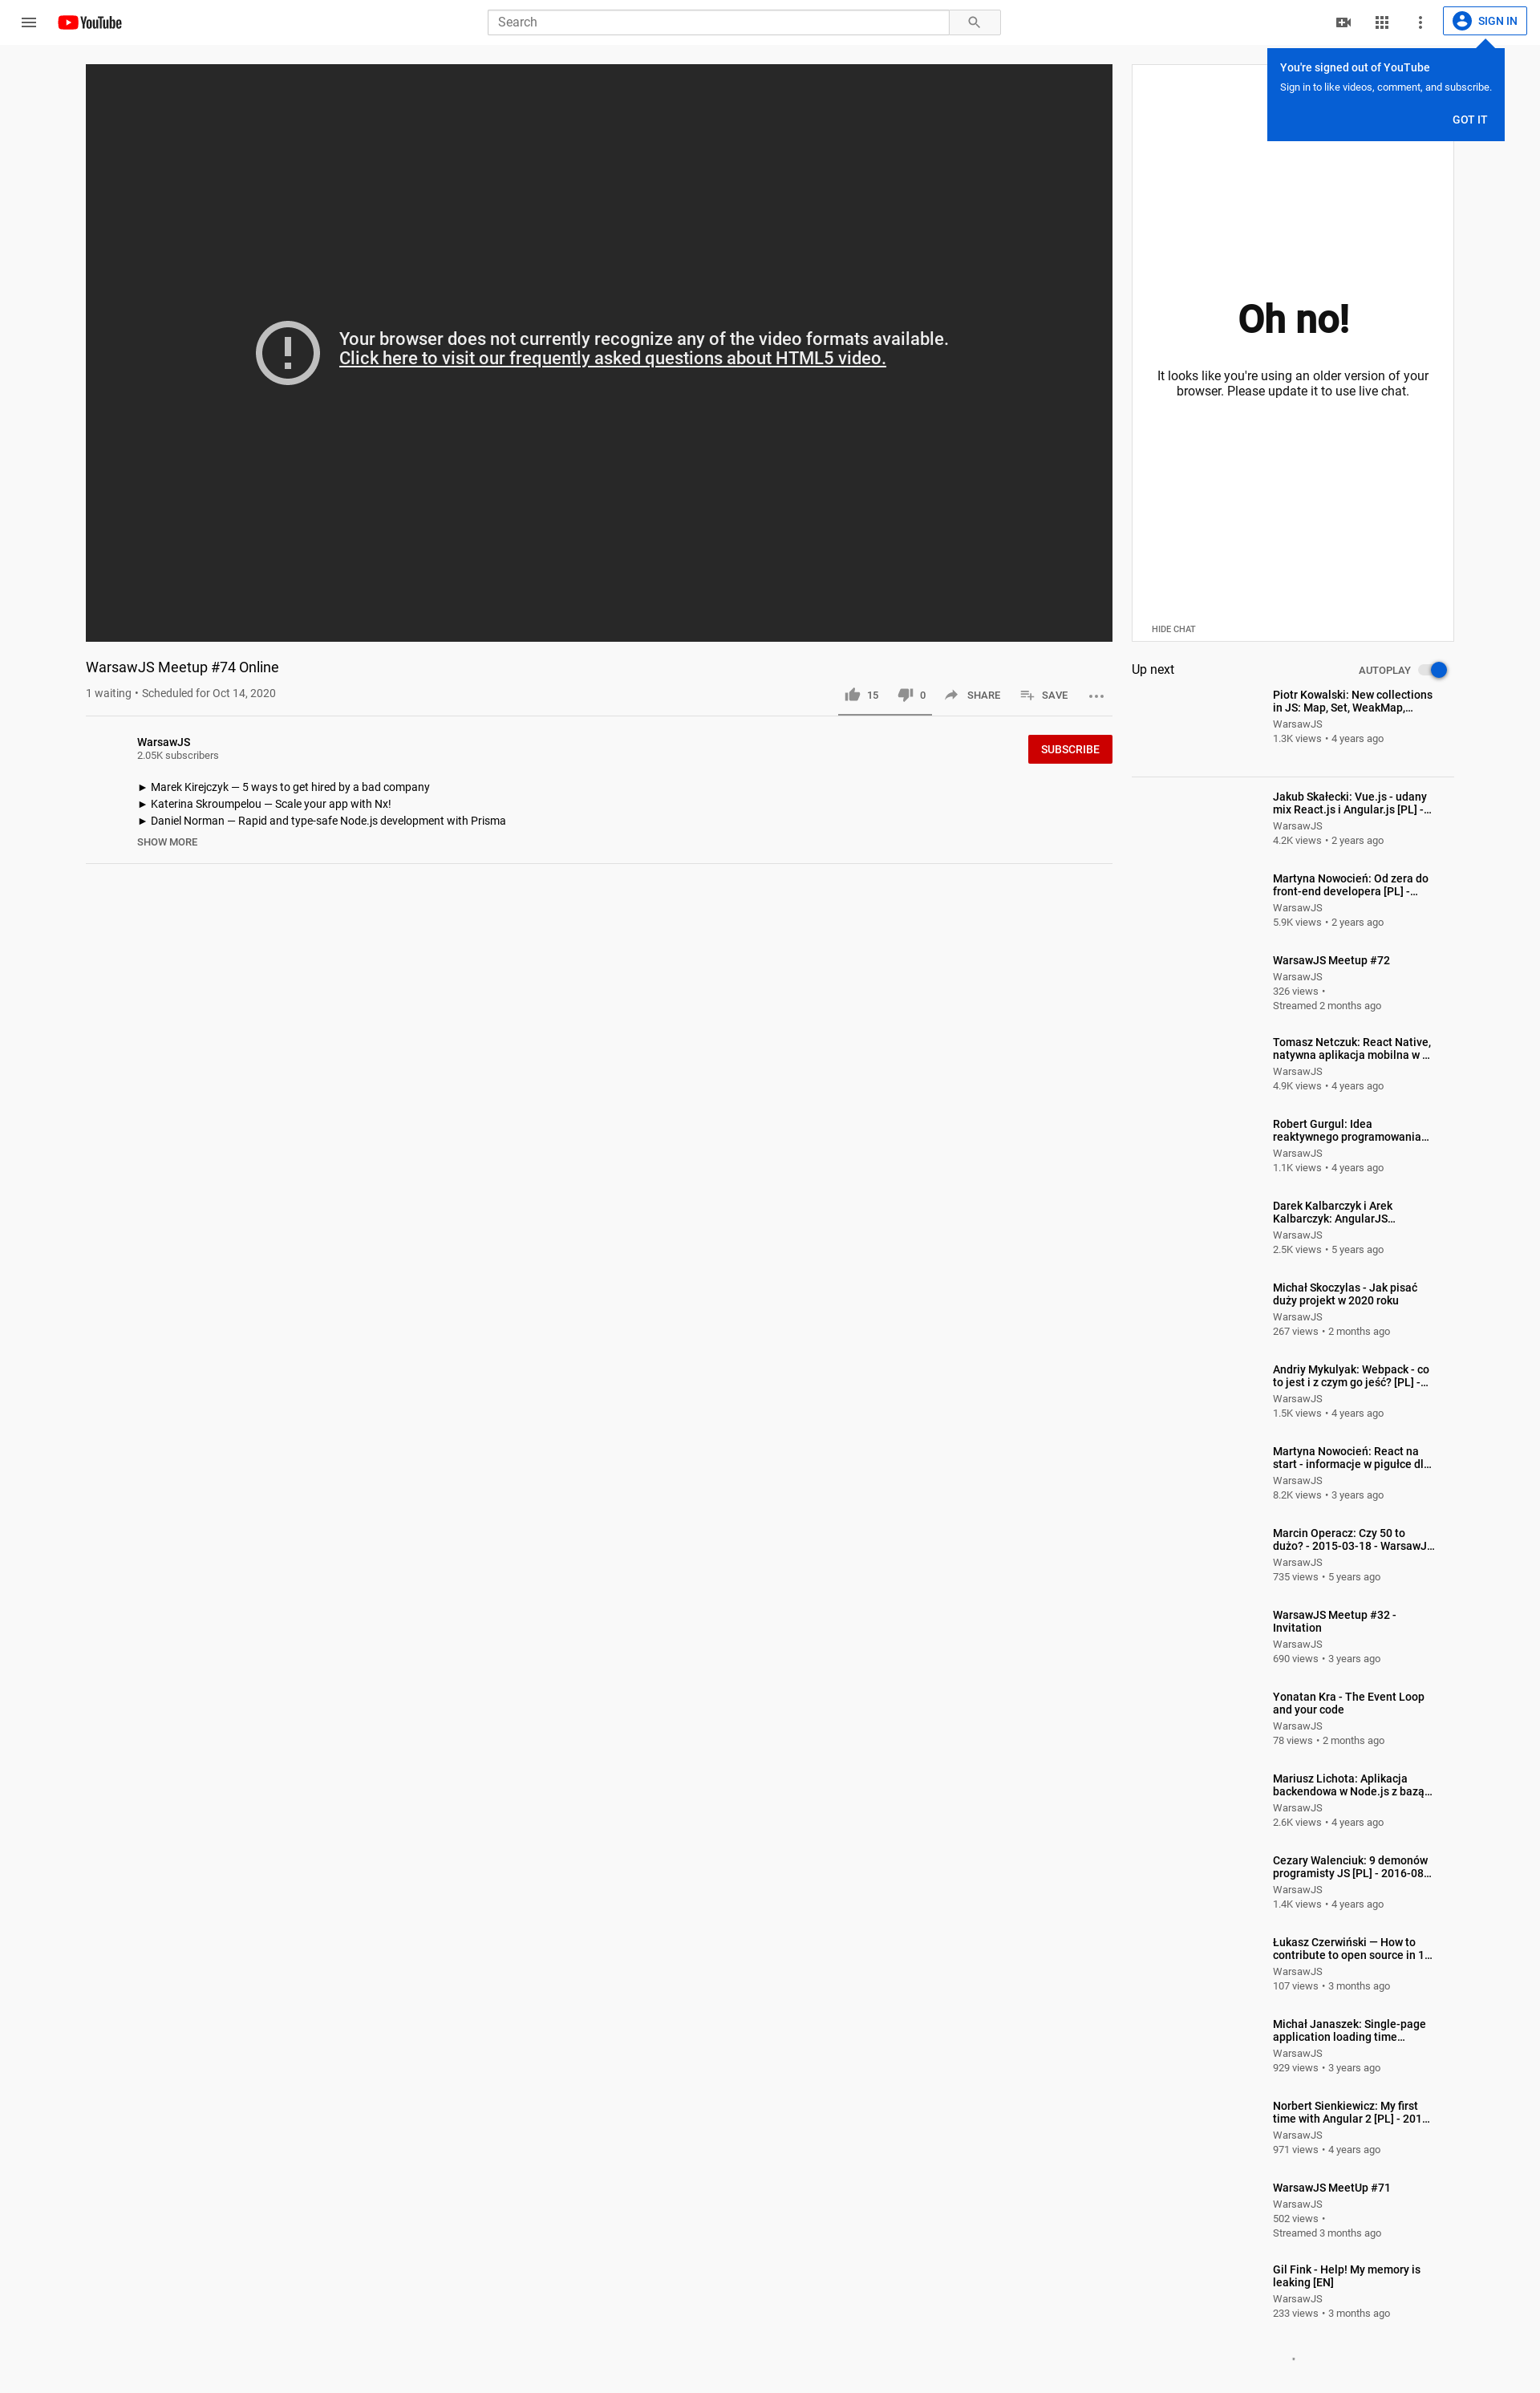 YouTube
Search
SIGN IN
You're signed out of YouTube
Sign in to like videos, comment, and subscribe.
GOT IT
Your browser does not currently recognize any of the video formats available.
Click here to visit our frequently asked questions about HTML5 video.
Oh no!
It looks like you're using an older version of your
browser. Please update it to use live chat.
HIDE CHAT
WarsawJS Meetup #74 Online
1 waiting • Scheduled for Oct 14, 2020
15
0
SHARE
SAVE
WarsawJS
2.05K subscribers
SUBSCRIBE
► Marek Kirejczyk — 5 ways to get hired by a bad company
► Katerina Skroumpelou — Scale your app with Nx!
► Daniel Norman — Rapid and type-safe Node.js development with Prisma
SHOW MORE
Up next
AUTOPLAY
Piotr Kowalski: New collections
in JS: Map, Set, WeakMap,...
WarsawJS
1.3K views • 4 years ago
Jakub Skałecki: Vue.js - udany
mix React.js i Angular.js [PL] -...
WarsawJS
4.2K views • 2 years ago
Martyna Nowocień: Od zera do
front-end developera [PL] -...
WarsawJS
5.9K views • 2 years ago
WarsawJS Meetup #72
WarsawJS
326 views •
Streamed 2 months ago
Tomasz Netczuk: React Native,
natywna aplikacja mobilna w ...
WarsawJS
4.9K views • 4 years ago
Robert Gurgul: Idea
reaktywnego programowania...
WarsawJS
1.1K views • 4 years ago
Darek Kalbarczyk i Arek
Kalbarczyk: AngularJS...
WarsawJS
2.5K views • 5 years ago
Michał Skoczylas - Jak pisać
duży projekt w 2020 roku
WarsawJS
267 views • 2 months ago
Andriy Mykulyak: Webpack - co
to jest i z czym go jeść? [PL] -...
WarsawJS
1.5K views • 4 years ago
Martyna Nowocień: React na
start - informacje w pigułce dl...
WarsawJS
8.2K views • 3 years ago
Marcin Operacz: Czy 50 to
dużo? - 2015-03-18 - WarsawJ...
WarsawJS
735 views • 5 years ago
WarsawJS Meetup #32 -
Invitation
WarsawJS
690 views • 3 years ago
Yonatan Kra - The Event Loop
and your code
WarsawJS
78 views • 2 months ago
Mariusz Lichota: Aplikacja
backendowa w Node.js z bazą...
WarsawJS
2.6K views • 4 years ago
Cezary Walenciuk: 9 demonów
programisty JS [PL] - 2016-08...
WarsawJS
1.4K views • 4 years ago
Łukasz Czerwiński — How to
contribute to open source in 1...
WarsawJS
107 views • 3 months ago
Michał Janaszek: Single-page
application loading time...
WarsawJS
929 views • 3 years ago
Norbert Sienkiewicz: My first
time with Angular 2 [PL] - 201...
WarsawJS
971 views • 4 years ago
WarsawJS MeetUp #71
WarsawJS
502 views •
Streamed 3 months ago
Gil Fink - Help! My memory is
leaking [EN]
WarsawJS
233 views • 3 months ago